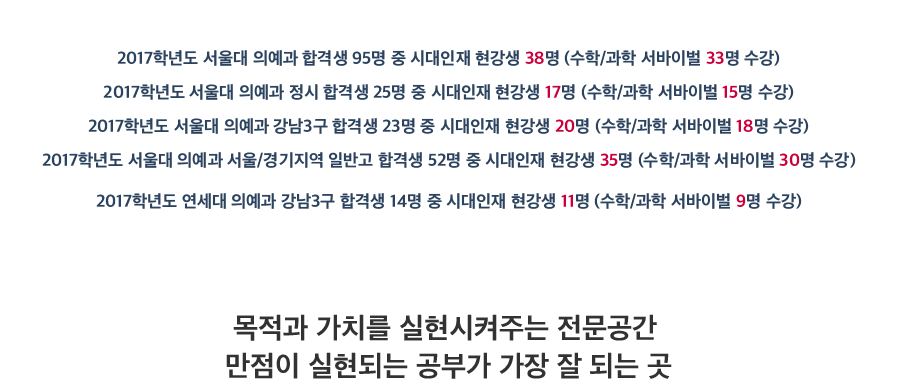 2017학년도 서울대 의예과 합격생 95명 중 시대인재 현강생 38명 (수학/과학 서바이벌 33명 수강)
2017학년도 서울대 의예과 정시 합격생 25명 중 시대인재 현강생 17명 (수학/과학 서바이벌 15명 수강)
2017학년도 서울대 의예과 강남3구 합격생 23명 중 시대인재 현강생 20명 (수학/과학 서바이벌 18명 수강)
2017학년도 서울대 의예과 서울/경기지역 일반고 합격생 52명 중 시대인재 현강생 35명 (수학/과학 서바이벌 30명 수강)
2017학년도 연세대 의예과 강남3구 합격생 14명 중 시대인재 현강생 11명 (수학/과학 서바이벌 9명 수강)
목적과 가치를 실현시켜주는 전문공간
만점이 실현되는 공부가 가장 잘 되는 곳